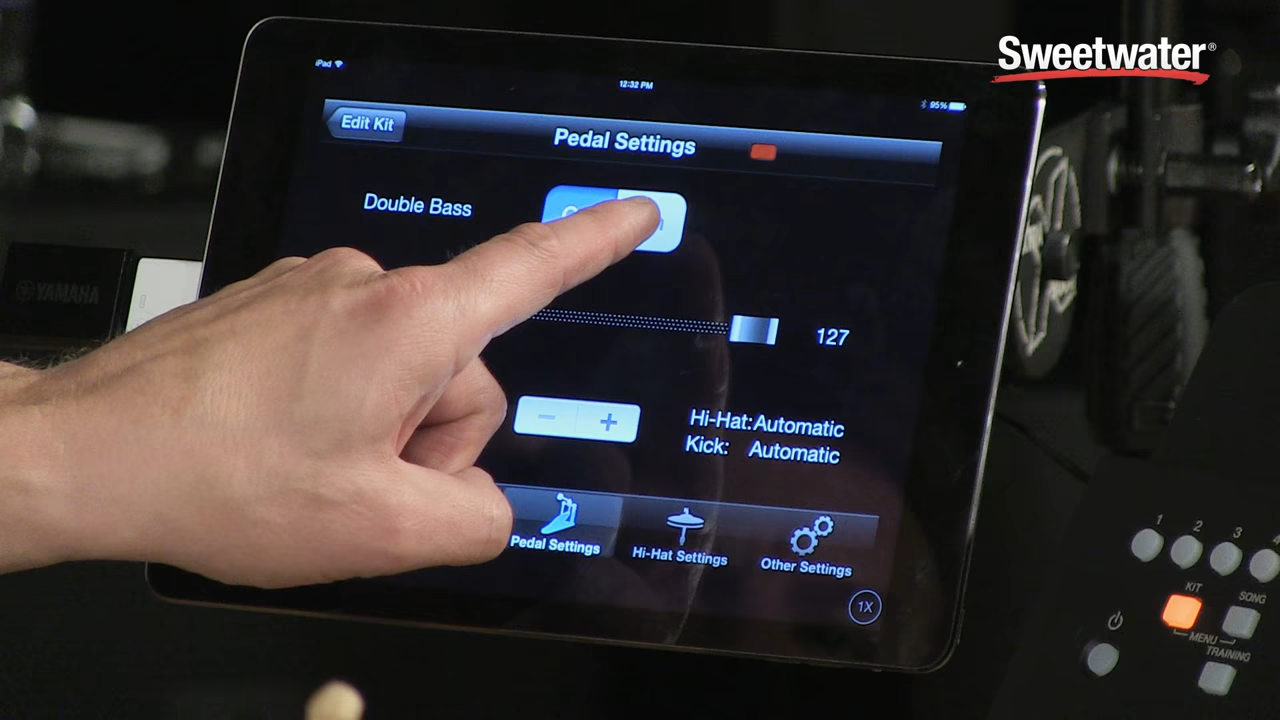 Sweetwater®
iPad
12:32 PM
95%
Edit Kit
Pedal Settings
Double Bass
YAMAHA
127
− +
Hi-Hat: Automatic
Kick: Automatic
Pedal Settings
Hi-Hat Settings
Other Settings
1X
1 2 3 4
KIT
SONG
MENU
TRAINING